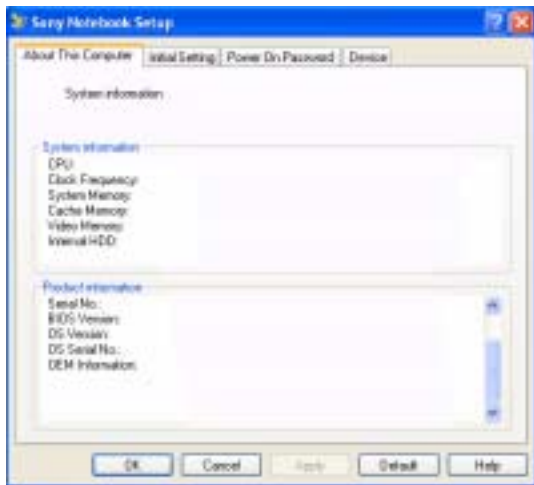 Sony Notebook Setup
About This Computer
Initial Setting
Power On Password
Device
System information
System information
CPU:
Clock Frequency:
System Memory:
Cache Memory:
Video Memory:
Internal HDD:
Product information
Serial No.:
BIOS Version:
OS Version:
OS Serial No.:
OEM Information:
OK
Cancel
Apply
Default
Help